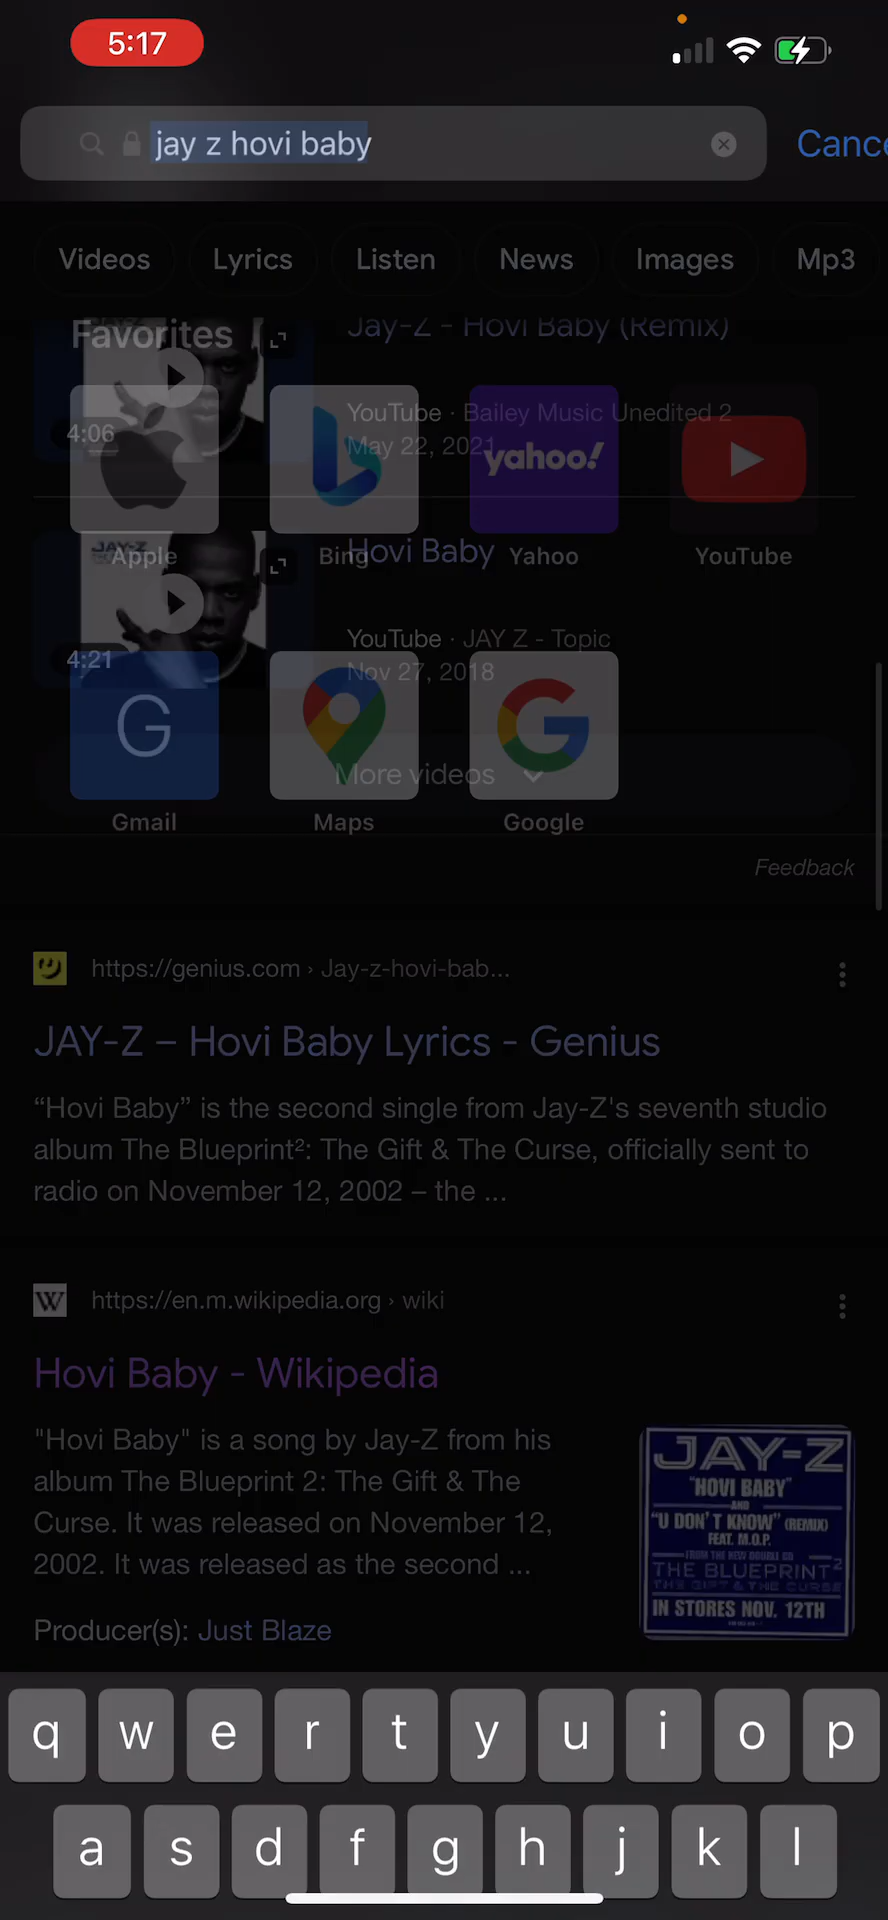 5:17
jay z hovi baby
Cance
Videos
Lyrics
Listen
News
Images
Mp3
Favorites
Jay-Z - Hovi Baby (Remix)
YouTube · Bailey Music Unedited 2
May 22, 2021
4:06
yahoo!
Apple
Bing
Yahoo
YouTube
Hovi Baby
YouTube · JAY Z - Topic
Nov 27, 2018
4:21
G
More videos
Gmail
Maps
Google
Feedback
https://genius.com › Jay-z-hovi-bab...
JAY-Z – Hovi Baby Lyrics - Genius
“Hovi Baby” is the second single from Jay-Z's seventh studio
album The Blueprint²: The Gift & The Curse, officially sent to
radio on November 12, 2002 – the ...
W
https://en.m.wikipedia.org › wiki
Hovi Baby - Wikipedia
"Hovi Baby" is a song by Jay-Z from his
album The Blueprint 2: The Gift & The
Curse. It was released on November 12,
2002. It was released as the second ...
Producer(s): Just Blaze
JAY-Z
"HOVI BABY"
AND
"U DON'T KNOW" (REMIX)
FEAT. M.O.P.
FROM THE NEW DOUBLE CD
THE BLUEPRINT²
THE GIFT & THE CURSE
IN STORES NOV. 12TH
q w e r t y u i o p
a s d f g h j k l